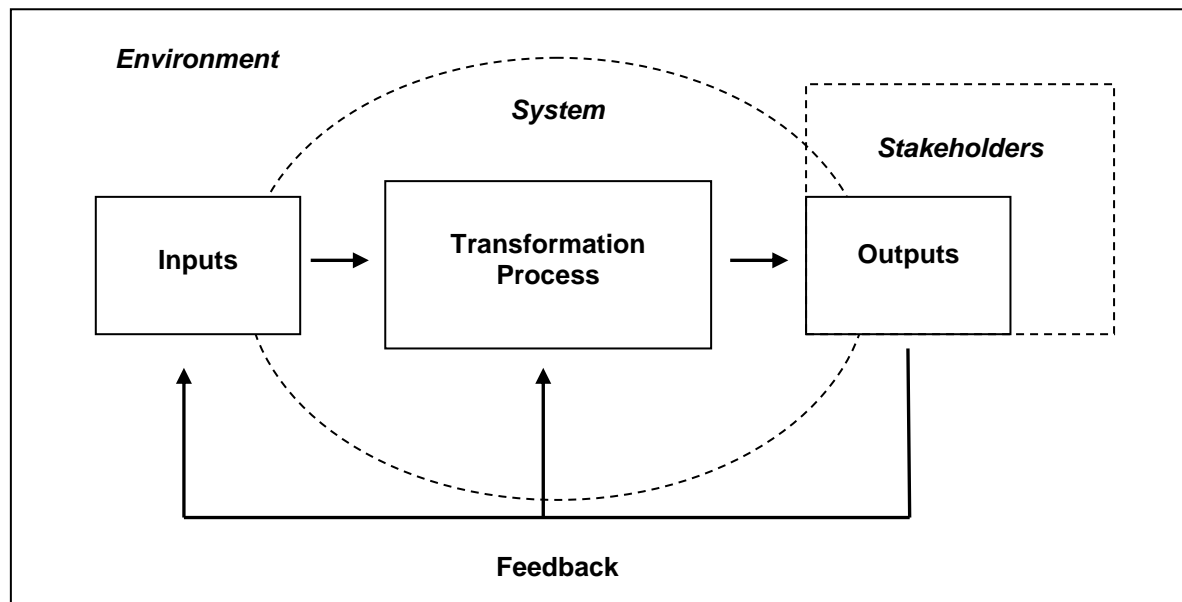 Environment
System
Stakeholders
Inputs
Transformation
Process
Outputs
Feedback